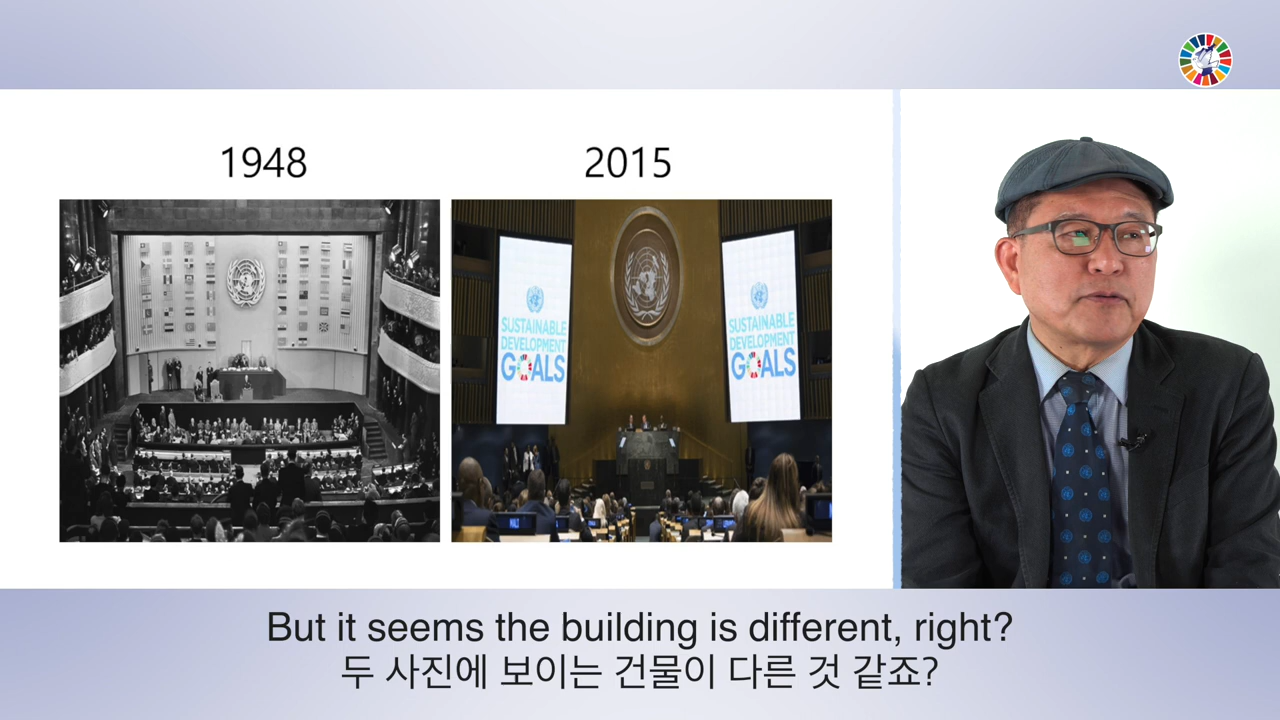 1948
2015
SUSTAINABLE
DEVELOPMENT
GOALS
SUSTAINABLE
DEVELOPMENT
GOALS
MALI
But it seems the building is different, right?
두 사진에 보이는 건물이 다른 것 같죠?